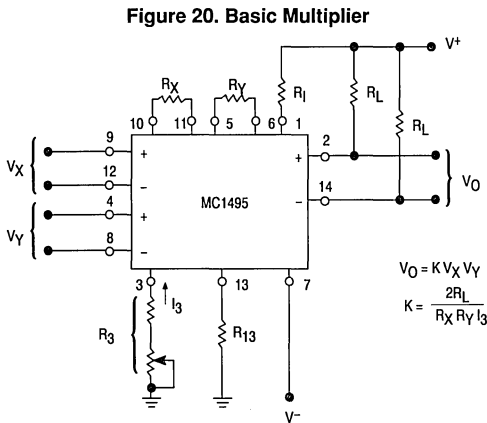 Figure 20. Basic Multiplier
V+
RX RY RI RL RL
10 11 5 6 1
9 + + 2
VX
12 −
4 + MC1495 − 14
VO
VY
8 −
3 I3 13 7
R3 R13
V−
VO = K VX VY
K = 2RL
RX RY I3